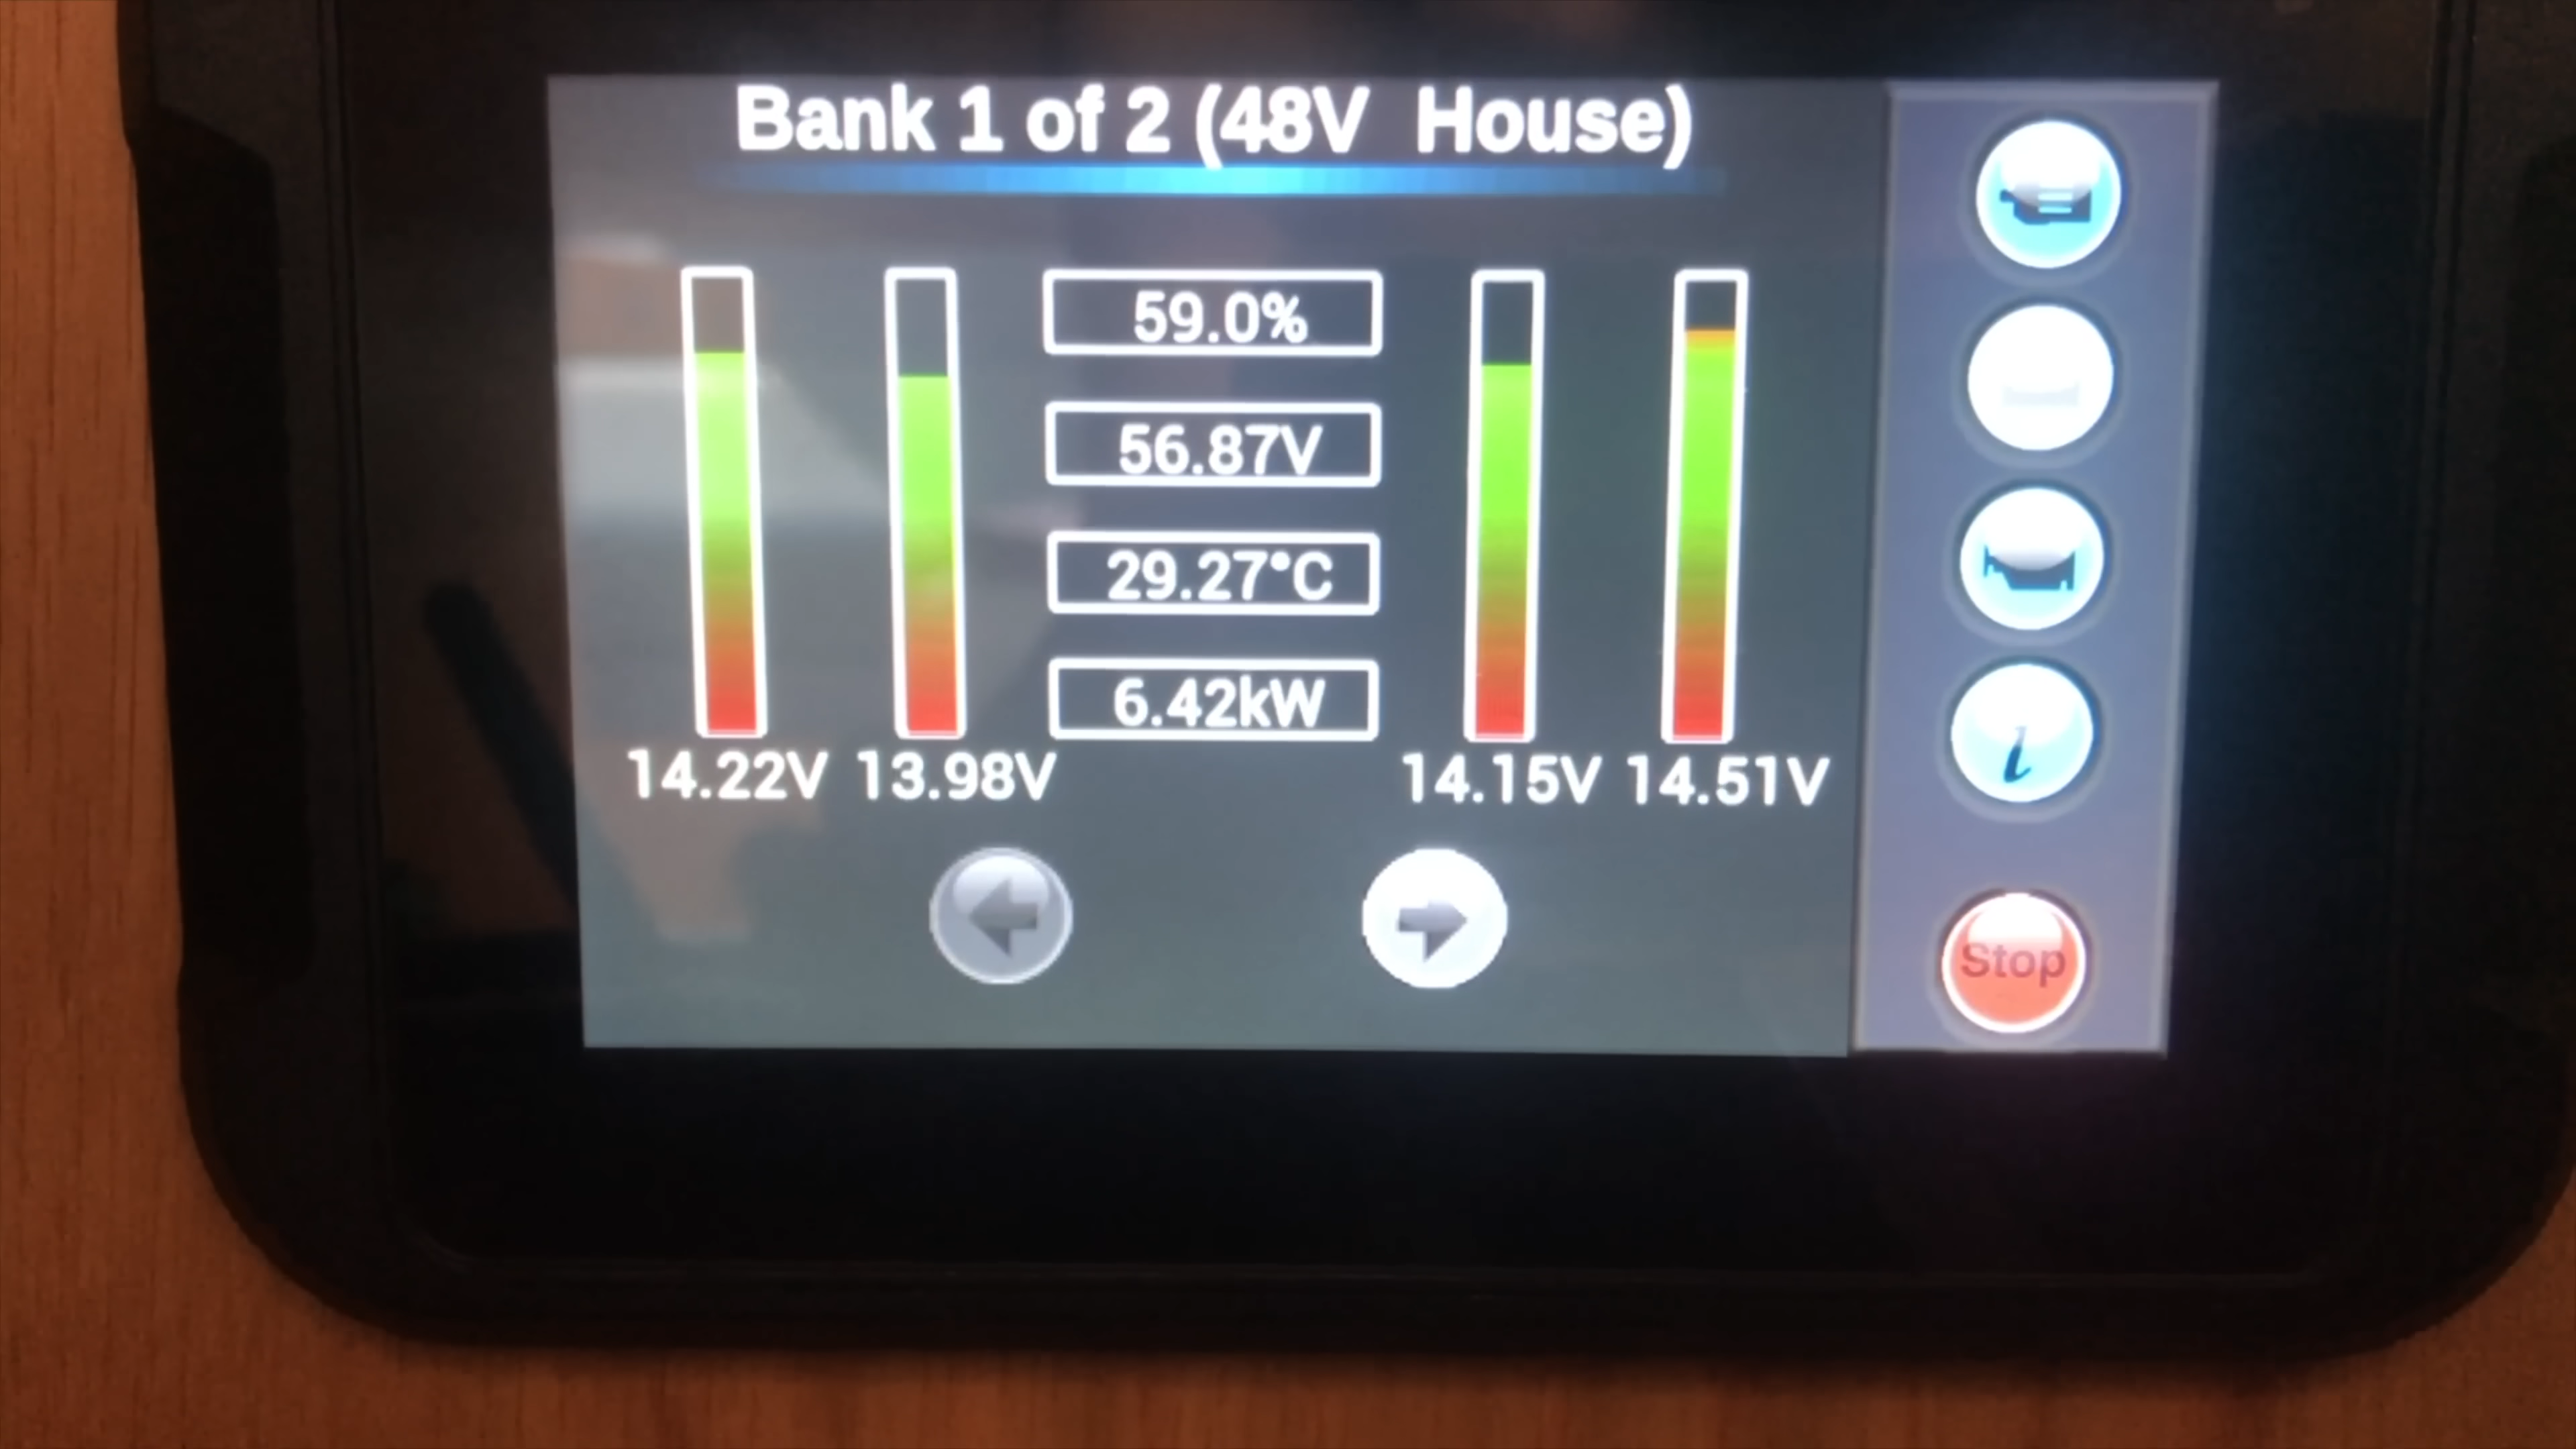 Bank 1 of 2 (48V House)
59.0%
56.87V
29.27°C
6.42kW
14.22V 13.98V 14.15V 14.51V
i
Stop